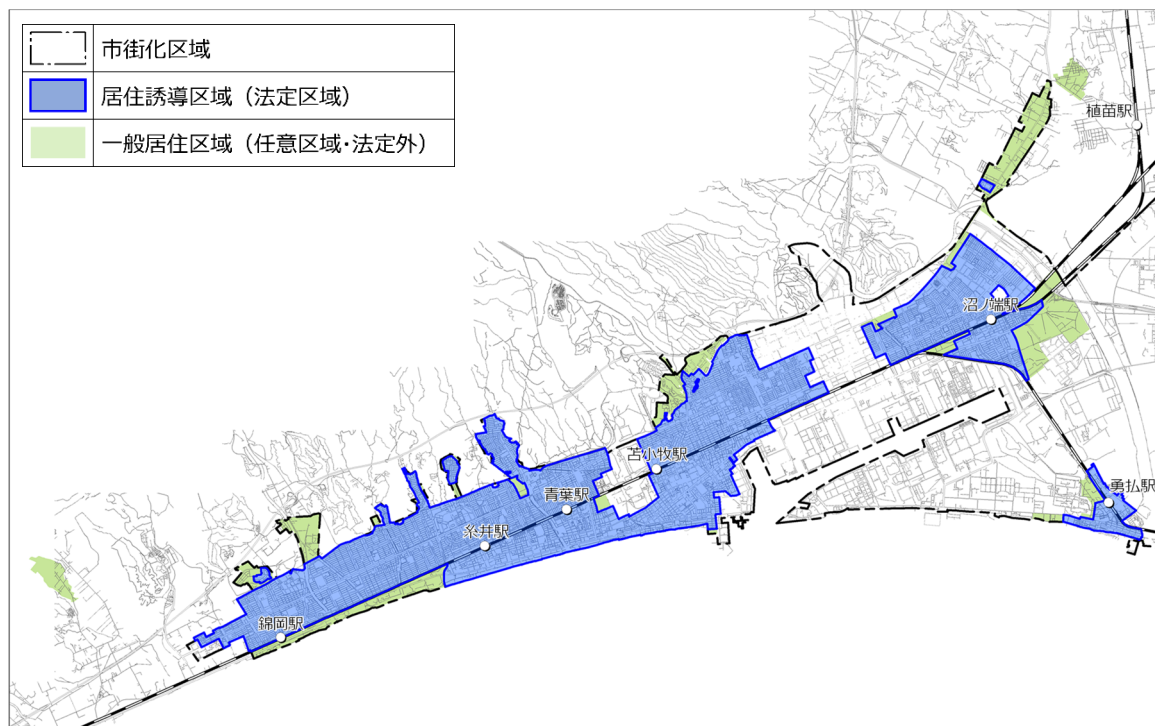 市街化区域
居住誘導区域（法定区域）
一般居住区域（任意区域・法定外）
植苗駅
沼ノ端駅
苫小牧駅
勇払駅
青葉駅
糸井駅
錦岡駅